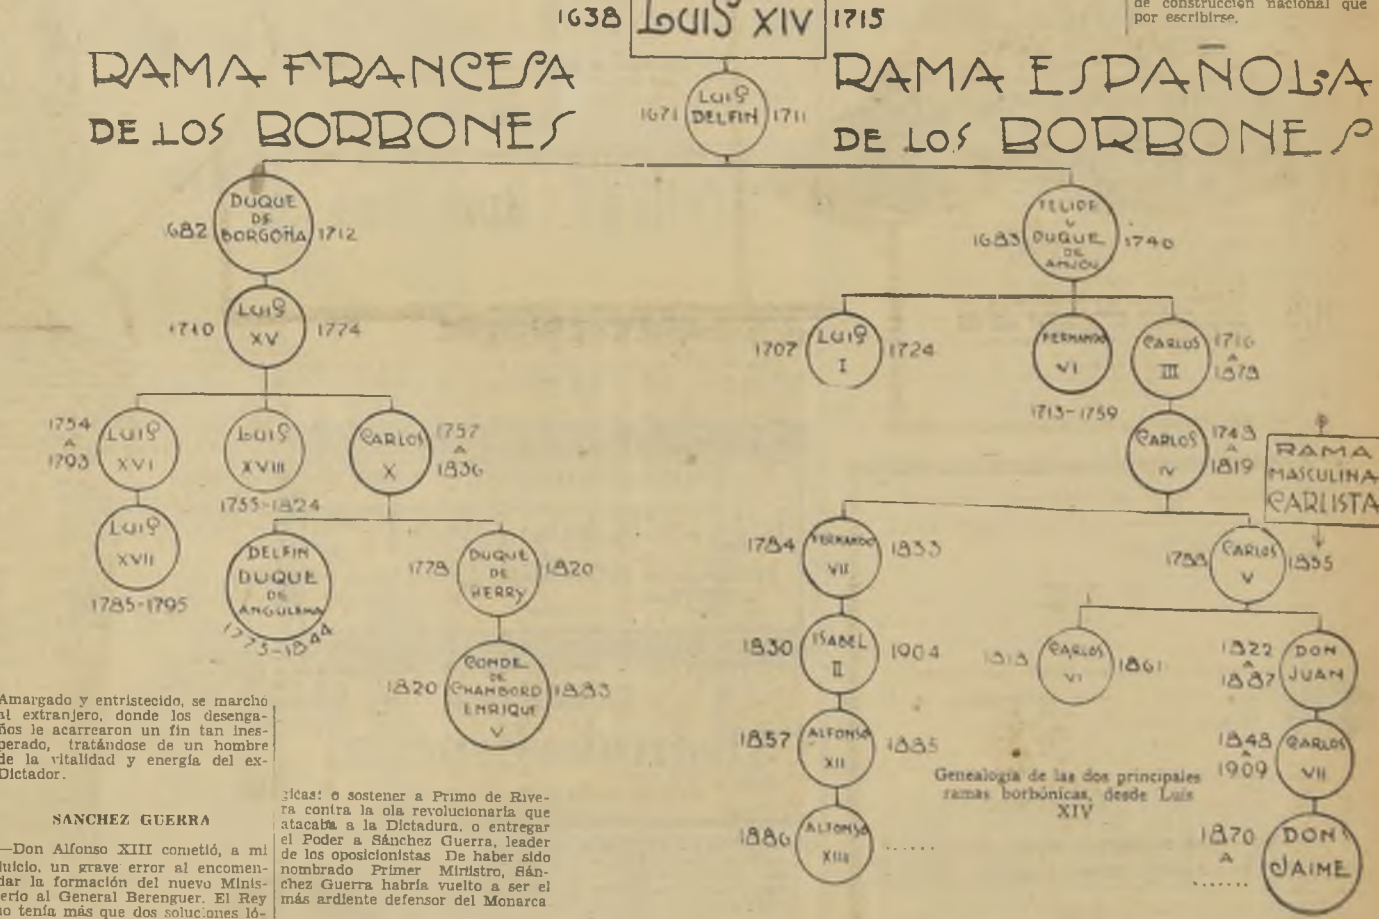 de construcción nacional que
por escribirse.
1638 LUIS XIV 1715
RAMA FRANCESA
DE LOS BORBONES
RAMA ESPAÑOLA
DE LOS BORBONES
1671 LUIS DELFIN 1711
682 DUQUE DE BORGOÑA 1712
1683 FELIPE V DUQUE DE ANJOU 1740
1710 LUIS XV 1774
1707 LUIS I 1724
FERNANDO VI
1713-1759
CARLOS III 1716 A 1878
1754 A 1793 LUIS XVI
LUIS XVIII
1755-1824
CARLOS X 1757 A 1836
CARLOS IV 1748 A 1819
RAMA
MASCULINA
CARLISTA
LUIS XVII
1785-1795
DELFIN DUQUE DE ANGULEMA
1775-1844
1778 DUQUE DE BERRY 1820
1784 FERNANDO VII 1833
1788 CARLOS V 1855
1820 CONDE DE CHAMBORD ENRIQUE V 1883
1830 ISABEL II 1904
1818 CARLOS VI 1861
1822 A 1887 DON JUAN
1857 ALFONSO XII 1885
1848 1909 CARLOS VII
1886 ALFONSO XIII ......
1870 A ....... DON JAIME
Genealogía de las dos principales
ramas borbónicas, desde Luis
XIV
Amargado y entristecido, se marchó
al extranjero, donde los desenga-
ños le acarrearon un fin tan ines-
perado, tratándose de un hombre
de la vitalidad y energía del ex-
Dictador.
SANCHEZ GUERRA
—Don Alfonso XIII cometió, a mi
juicio, un grave error al encomen-
dar la formación del nuevo Minis-
terio al General Berenguer. El Rey
no tenía más que dos soluciones ló-
gicas: o sostener a Primo de Rive-
ra contra la ola revolucionaria que
atacaba a la Dictadura, o entregar
el Poder a Sánchez Guerra, leader
de los oposicionistas De haber sido
nombrado Primer Ministro, Sán-
chez Guerra habría vuelto a ser el
más ardiente defensor del Monarca